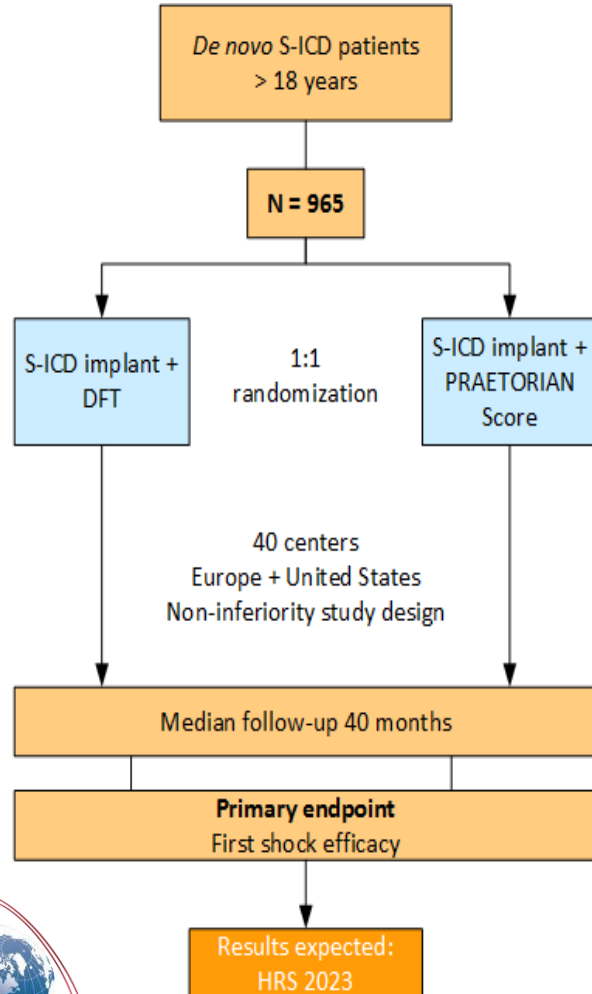 De novo S-ICD patients
> 18 years
N = 965
S-ICD implant +
DFT
1:1
randomization
S-ICD implant +
PRAETORIAN
Score
40 centers
Europe + United States
Non-inferiority study design
Median follow-up 40 months
Primary endpoint
First shock efficacy
Results expected:
HRS 2023